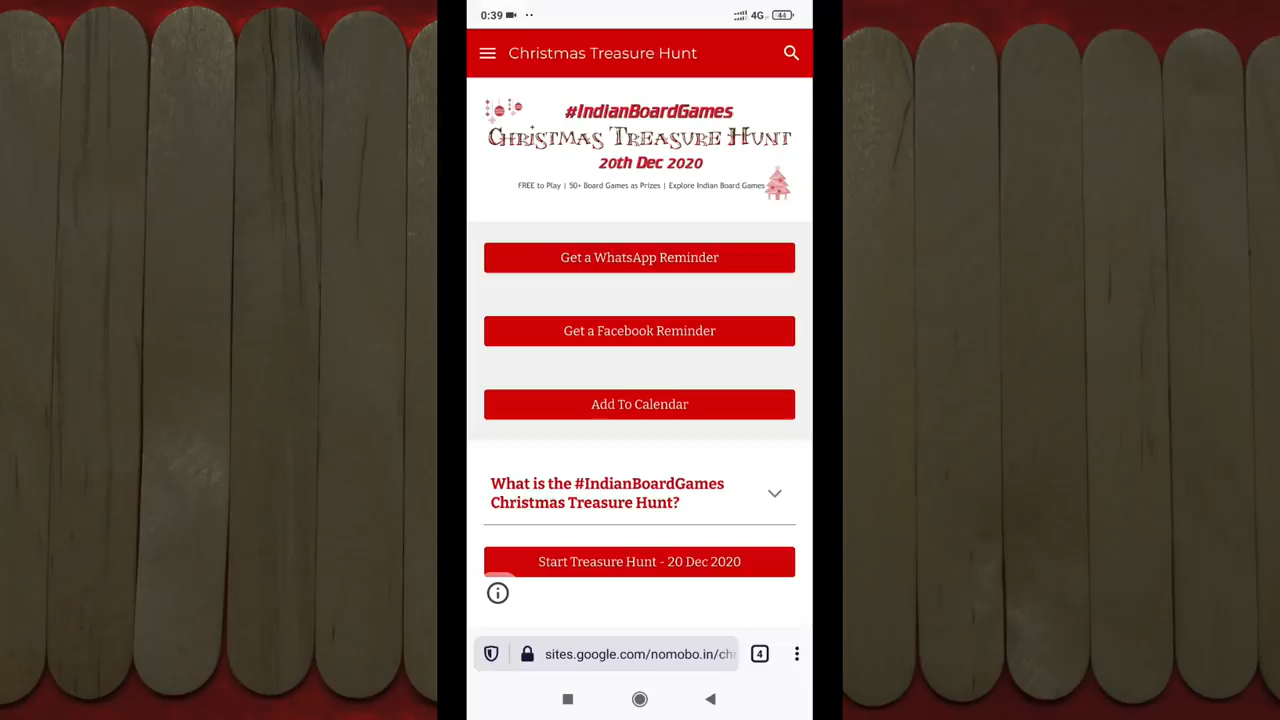 0:39
4G
44
Christmas Treasure Hunt
#IndianBoardGames
Christmas Treasure Hunt
20th Dec 2020
FREE to Play | 50+ Board Games as Prizes | Explore Indian Board Games
Get a WhatsApp Reminder
Get a Facebook Reminder
Add To Calendar
What is the #IndianBoardGames
Christmas Treasure Hunt?
Start Treasure Hunt - 20 Dec 2020
sites.google.com/nomobo.in/ch
4